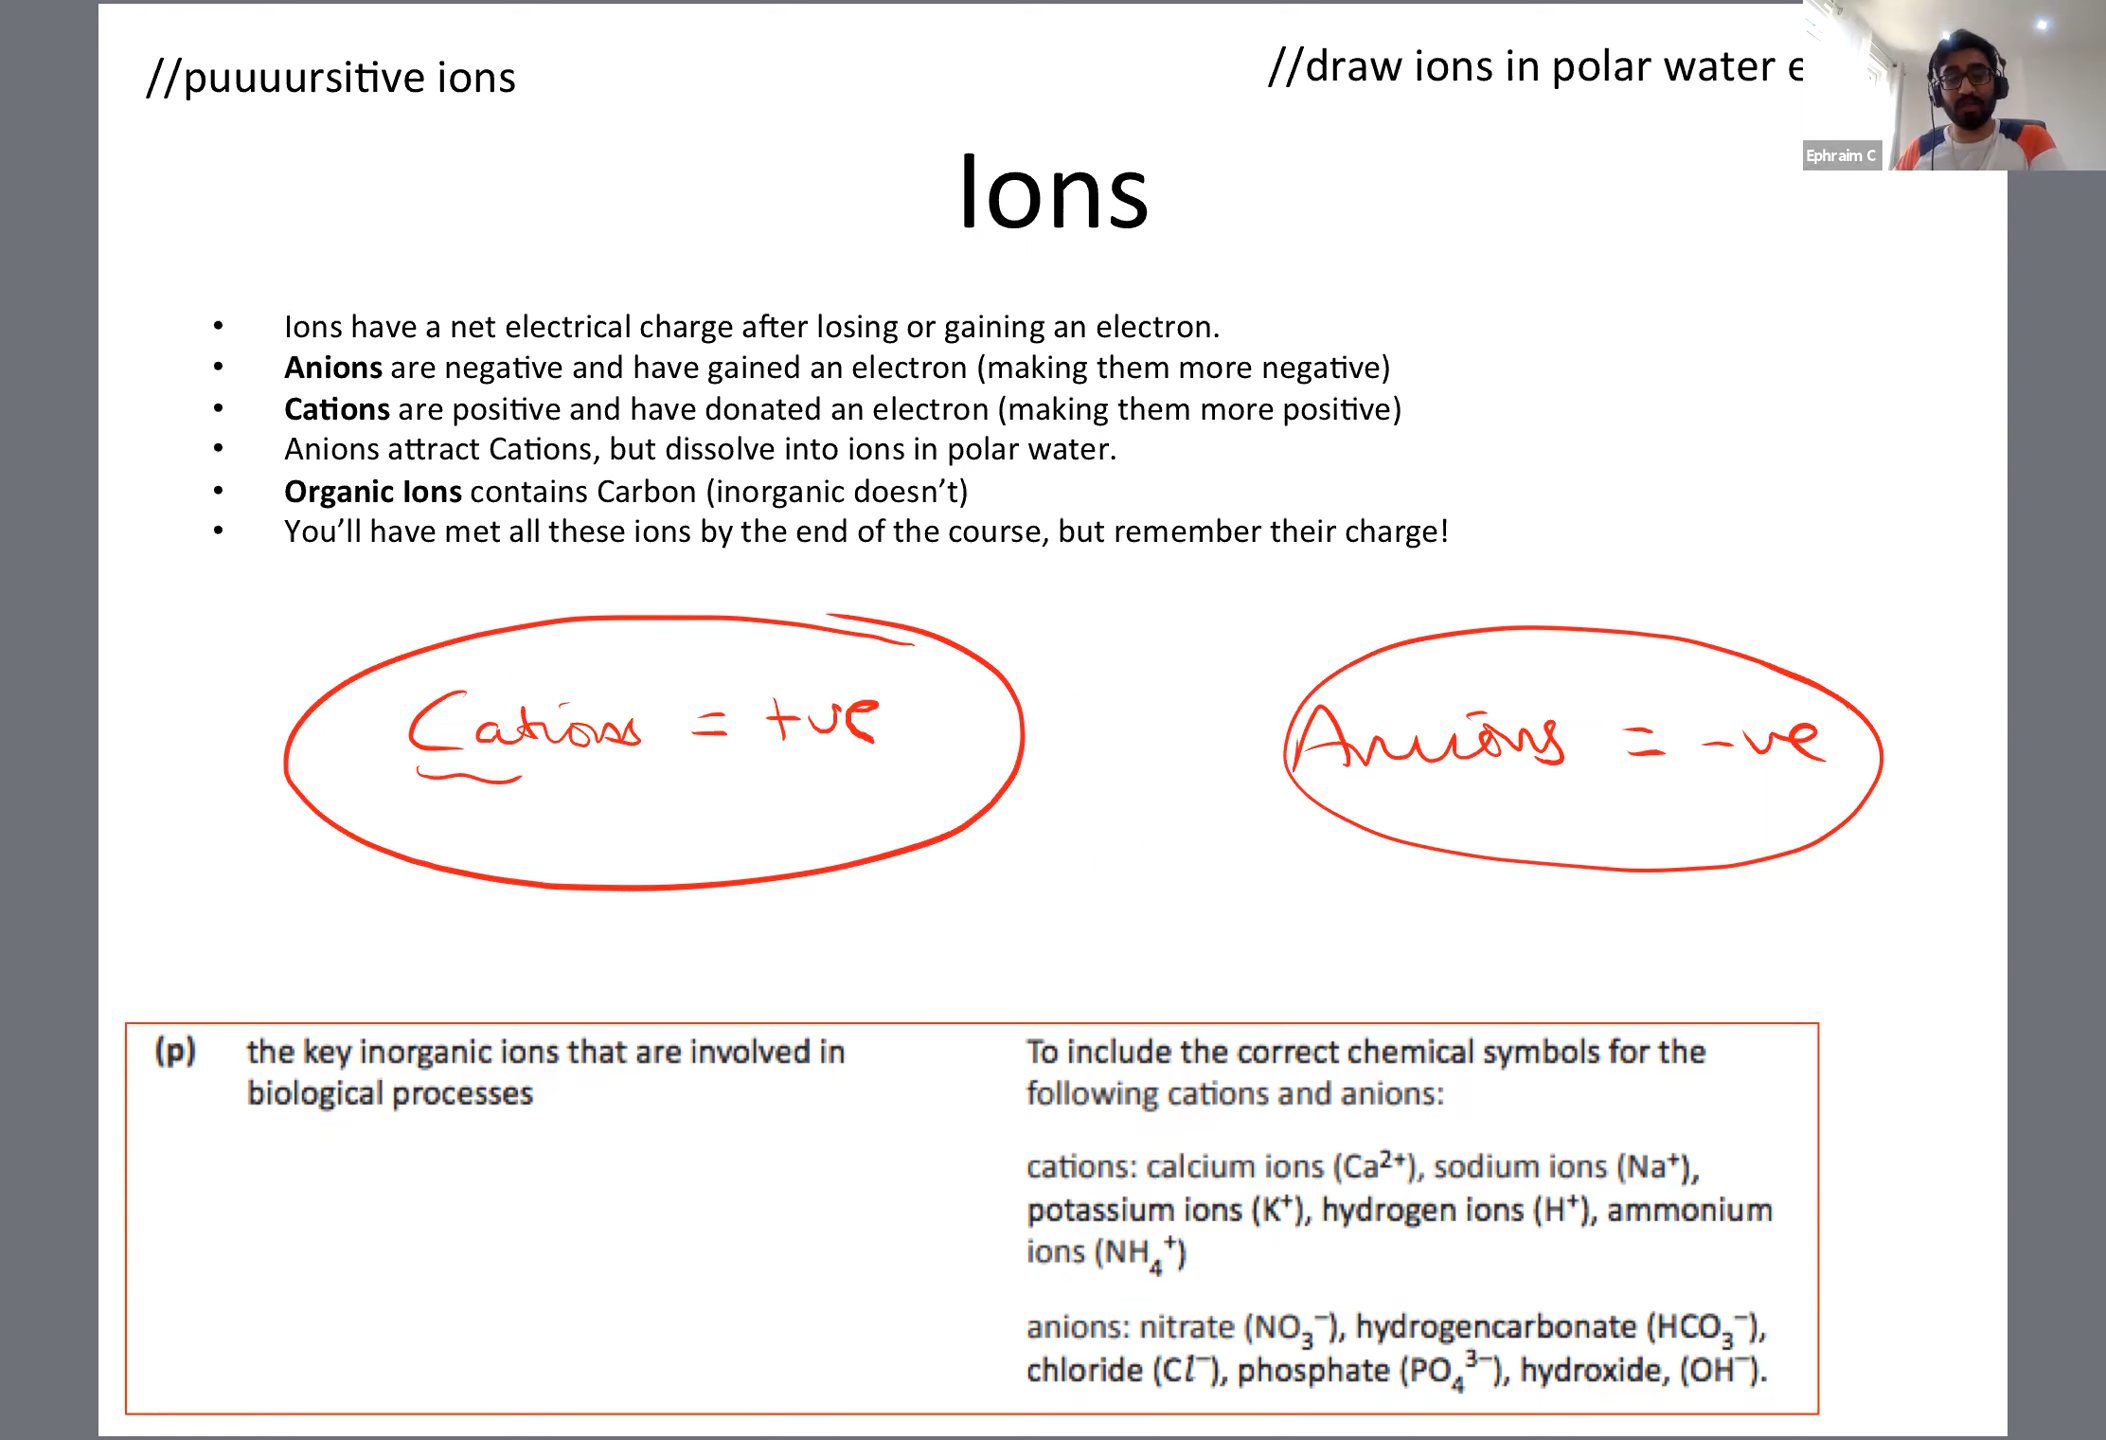 //puuuursitive ions
//draw ions in polar water e
Ephraim C
Ions
• Ions have a net electrical charge after losing or gaining an electron.
• Anions are negative and have gained an electron (making them more negative)
• Cations are positive and have donated an electron (making them more positive)
• Anions attract Cations, but dissolve into ions in polar water.
• Organic Ions contains Carbon (inorganic doesn’t)
• You’ll have met all these ions by the end of the course, but remember their charge!
Cations = +ve
Anions = -ve
(p) the key inorganic ions that are involved in
biological processes
To include the correct chemical symbols for the
following cations and anions:
cations: calcium ions (Ca²⁺), sodium ions (Na⁺),
potassium ions (K⁺), hydrogen ions (H⁺), ammonium
ions (NH₄⁺)
anions: nitrate (NO₃⁻), hydrogencarbonate (HCO₃⁻),
chloride (Cl⁻), phosphate (PO₄³⁻), hydroxide, (OH⁻).